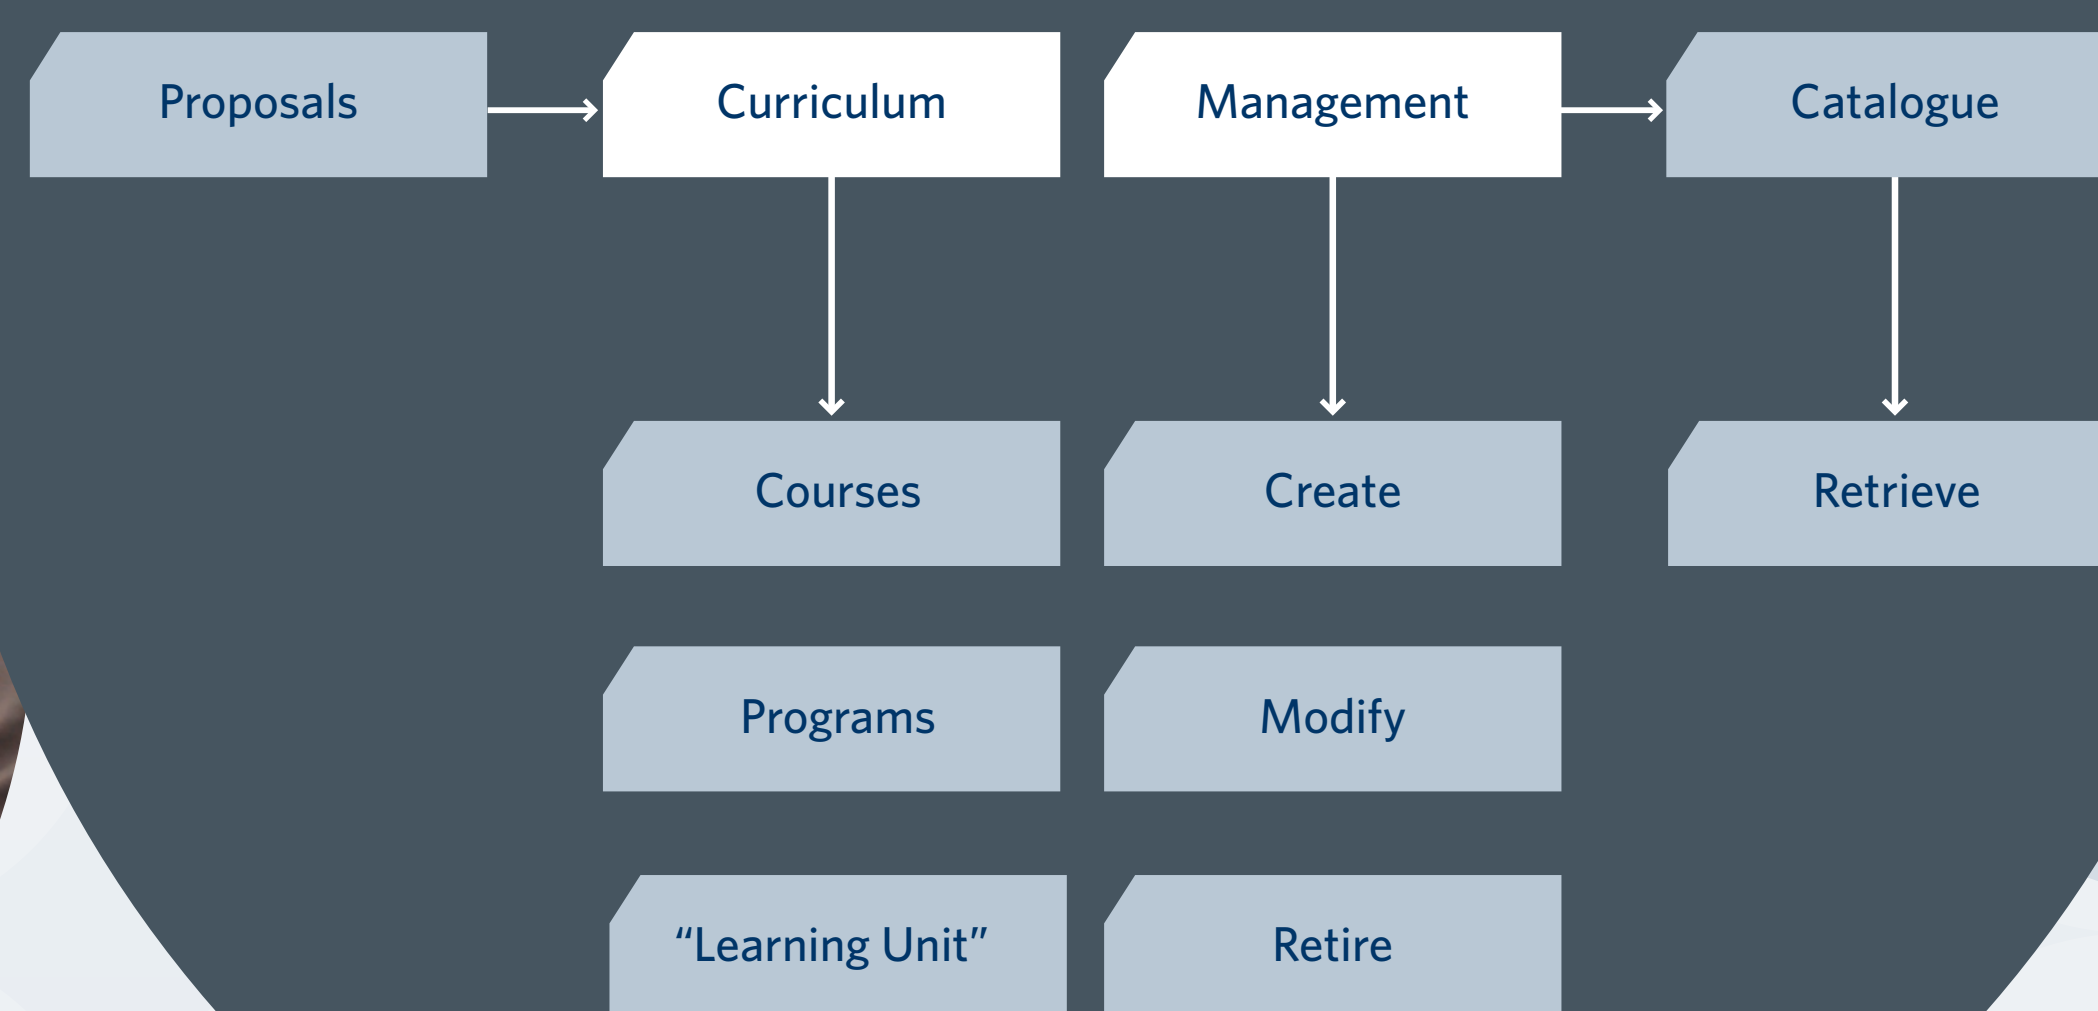 Proposals
Curriculum
Management
Catalogue
Courses
Create
Retrieve
Programs
Modify
“Learning Unit”
Retire